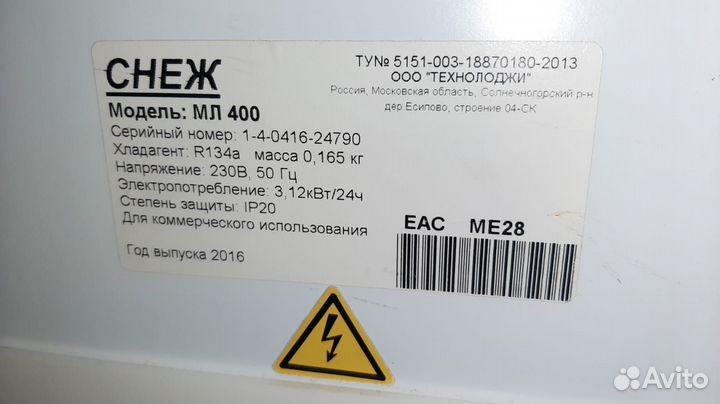 СНЕЖ
Модель: МЛ 400
Серийный номер: 1-4-0416-24790
Хладагент: R134a масса 0,165 кг
Напряжение: 230В, 50 Гц
Электропотребление: 3,12кВт/24ч
Степень защиты: IP20
Для коммерческого использования
Год выпуска 2016
ТУ№ 5151-003-18870180-2013
ООО "ТЕХНОЛОДЖИ"
Россия, Московская область, Солнечногорский р-н
дер.Есипово, строение 04-СК
EAC ME28
Avito